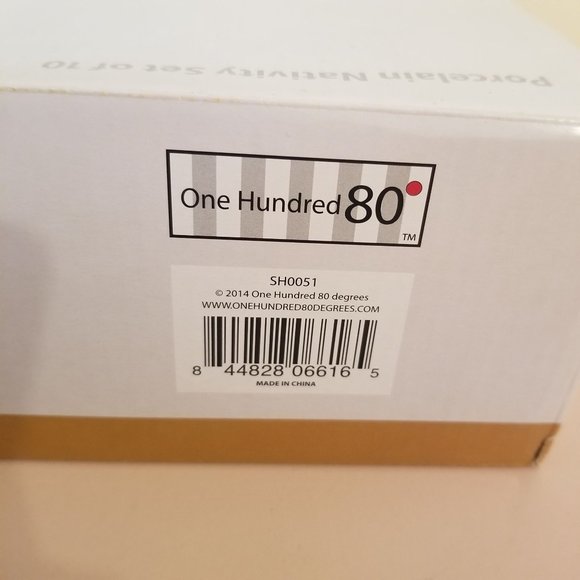 Porcelain Nativity Set of 10
One Hundred 80°
TM
SH0051
© 2014 One Hundred 80 degrees
WWW.ONEHUNDRED80DEGREES.COM
8 44828 06616 5
MADE IN CHINA